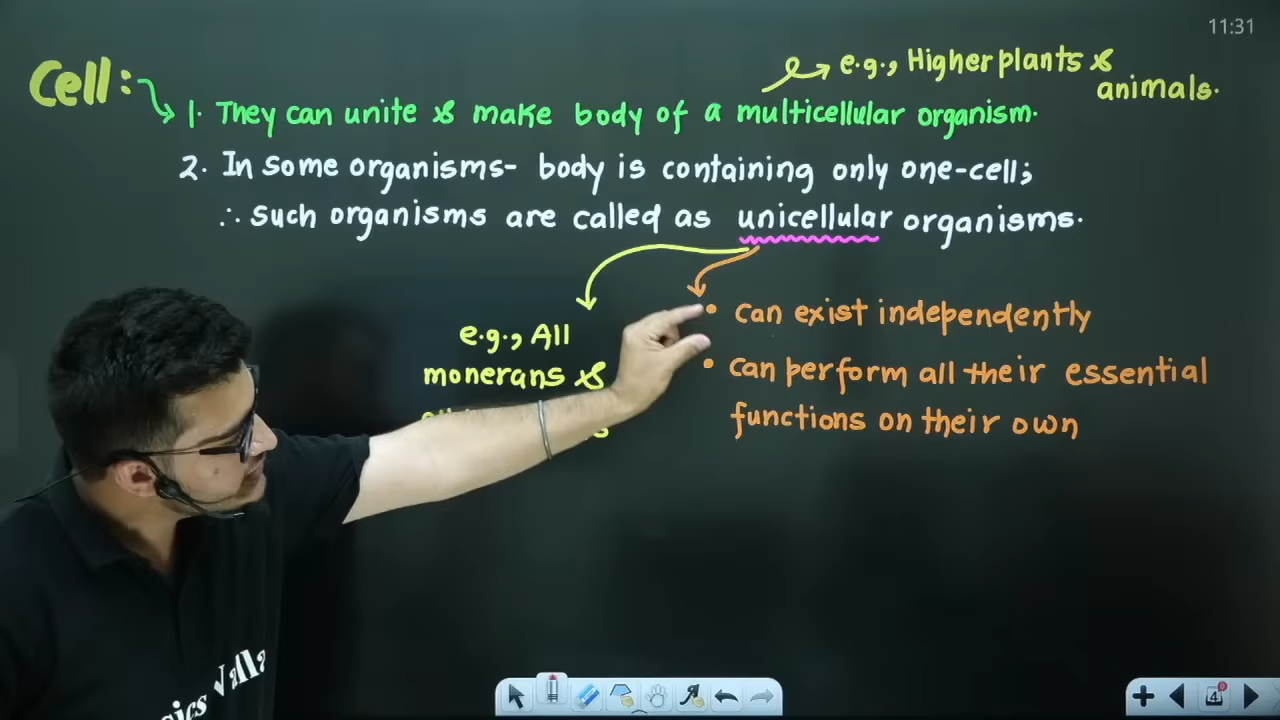 11:31
Cell:
e.g., Higher plants &
animals.
1. They can unite & make body of a multicellular organism.
2. In some organisms- body is containing only one-cell;
∴ such organisms are called as unicellular organisms.
e.g., All
monerans &
• can exist independently
• can perform all their essential
functions on their own
4